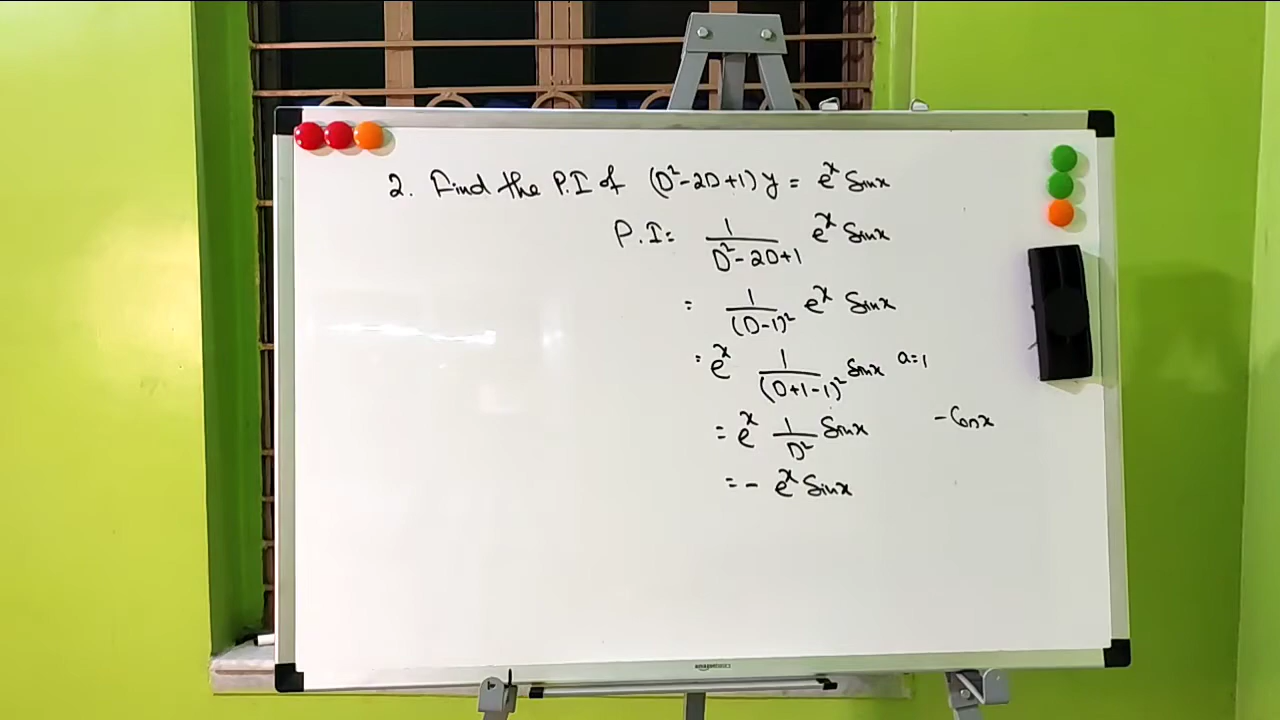 2. Find the P.I of (D²-2D+1) y = eˣ Sinx
P.I = 1/(D²-2D+1) eˣ Sinx
= 1/(D-1)² eˣ Sinx
= eˣ 1/(D+1-1)² Sinx a=1
= eˣ 1/D² Sinx - Cosx
= - eˣ Sinx
amazonbasics